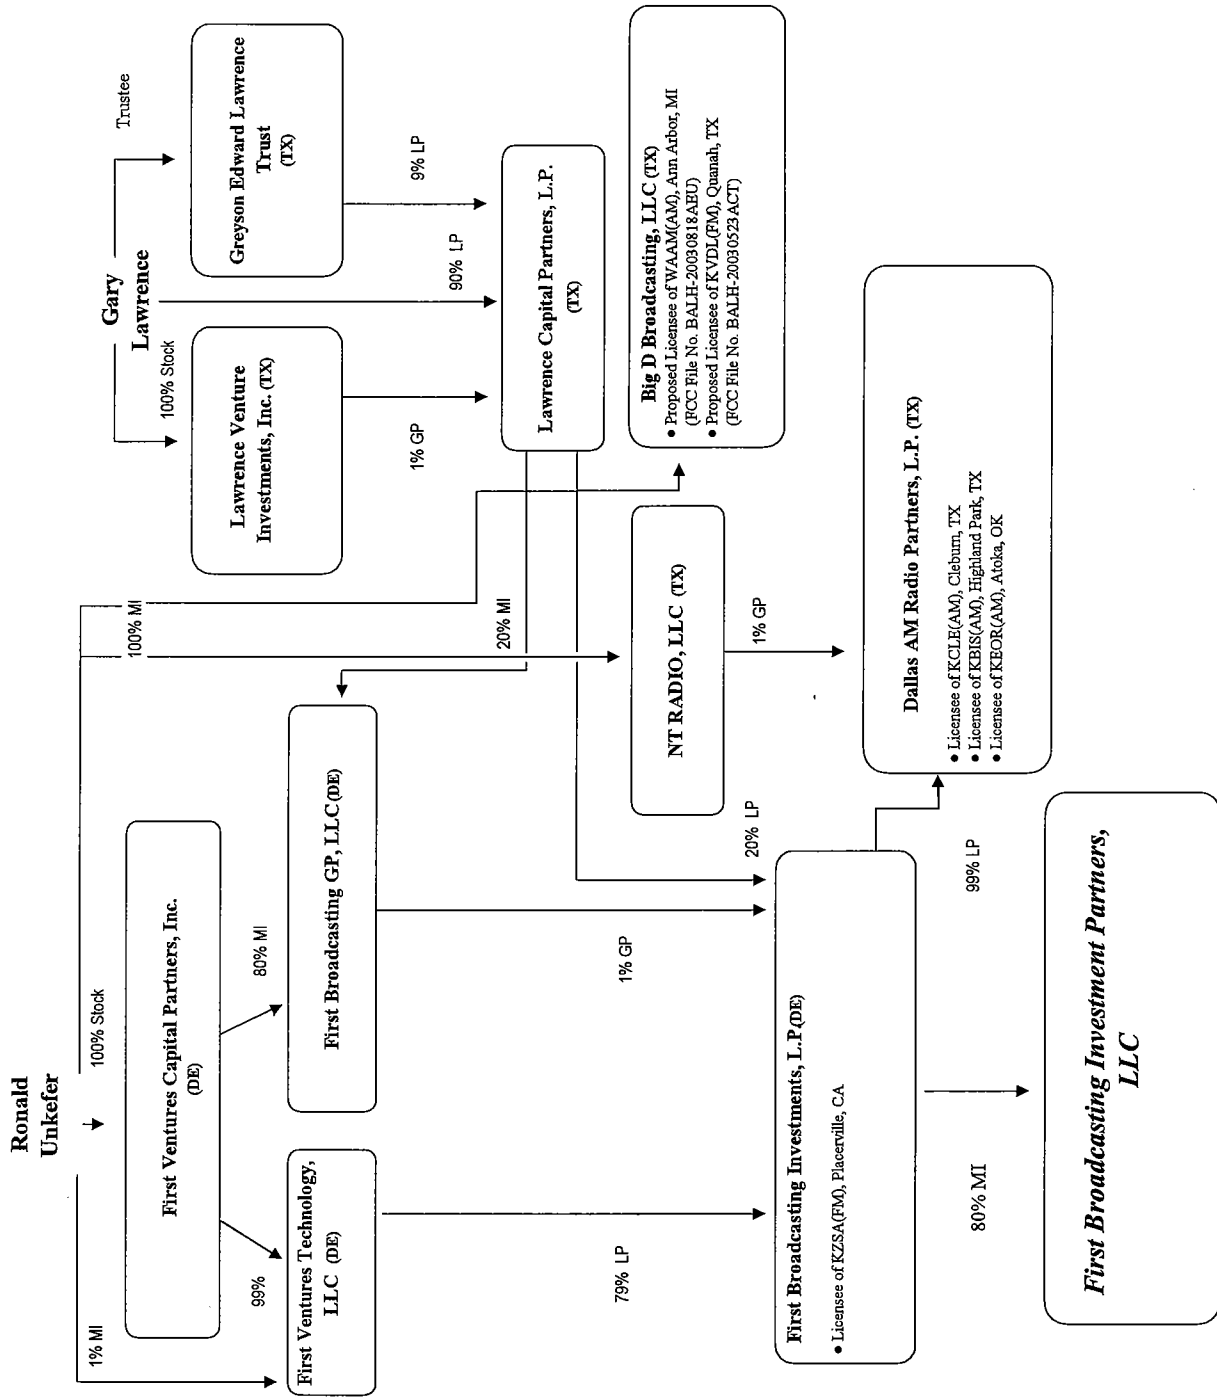 Ronald
Unkefer
Gary
Lawrence
Trustee
1% MI
100% Stock
100% MI
100% MI
100% Stock
First Ventures Capital Partners, Inc.
(DE)
Lawrence Venture
Investments, Inc. (TX)
Greyson Edward Lawrence
Trust
(TX)
99%
80% MI
20% MI
1% GP
90% LP
9% LP
First Ventures Technology,
LLC (DE)
First Broadcasting GP, LLC (DE)
Lawrence Capital Partners, L.P.
(TX)
79% LP
1% GP
20% LP
NT RADIO, LLC (TX)
1% GP
Big D Broadcasting, LLC (TX)
• Proposed Licensee of WAAM(AM), Ann Arbor, MI
(FCC File No. BALH-20030818AEU)
• Proposed Licensee of KVDL(FM), Quanah, TX
(FCC File No. BALH-20030523ACT)
First Broadcasting Investments, L.P.(DE)
• Licensee of KZSA(FM), Placerville, CA
99% LP
Dallas AM Radio Partners, L.P. (TX)
• Licensee of KCLE(AM), Cleburn, TX
• Licensee of KBIS(AM), Highland Park, TX
• Licensee of KEOR(AM), Atoka, OK
80% MI
First Broadcasting Investment Partners,
LLC